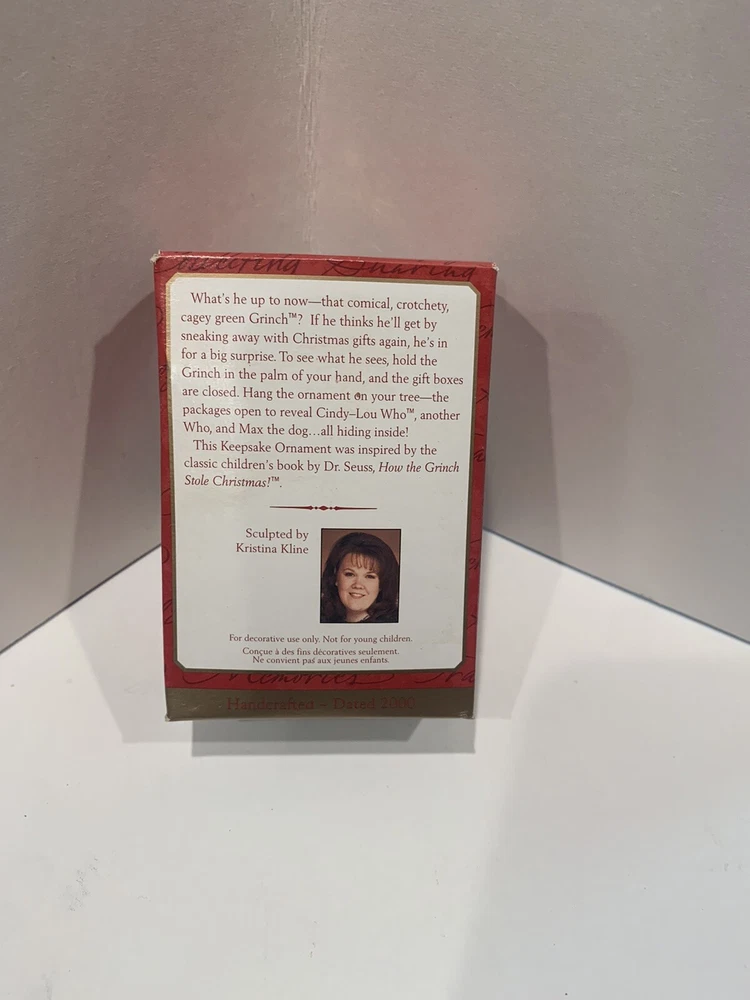 Collecting Sharing
What's he up to now—that comical, crotchety,
cagey green Grinch™? If he thinks he'll get by
sneaking away with Christmas gifts again, he's in
for a big surprise. To see what he sees, hold the
Grinch in the palm of your hand, and the gift boxes
are closed. Hang the ornament on your tree—the
packages open to reveal Cindy–Lou Who™, another
Who, and Max the dog…all hiding inside!
This Keepsake Ornament was inspired by the
classic children's book by Dr. Seuss, How the Grinch
Stole Christmas!™.
Sculpted by
Kristina Kline
For decorative use only. Not for young children.
Conçue à des fins décoratives seulement.
Ne convient pas aux jeunes enfants.
Memories Tra
Handcrafted - Dated 2000